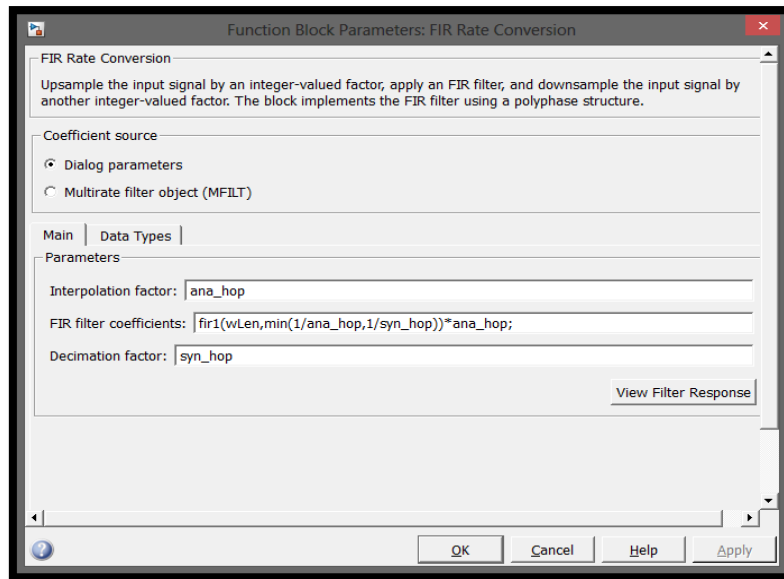 Function Block Parameters: FIR Rate Conversion
FIR Rate Conversion
Upsample the input signal by an integer-valued factor, apply an FIR filter, and downsample the input signal by
another integer-valued factor. The block implements the FIR filter using a polyphase structure.
Coefficient source
Dialog parameters
Multirate filter object (MFILT)
Main Data Types
Parameters
Interpolation factor: ana_hop
FIR filter coefficients: fir1(wLen,min(1/ana_hop,1/syn_hop))*ana_hop;
Decimation factor: syn_hop
View Filter Response
OK Cancel Help Apply